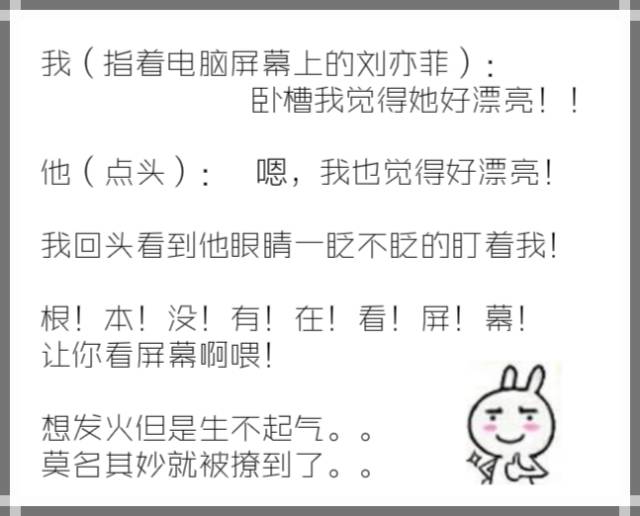 我（指着电脑屏幕上的刘亦菲）：
卧槽我觉得她好漂亮！！
他（点头）： 嗯，我也觉得好漂亮！
我回头看到他眼睛一眨不眨的盯着我！
根！本！没！有！在！看！屏！幕！
让你看屏幕啊喂！
想发火但是生不起气。。
莫名其妙就被撩到了。。